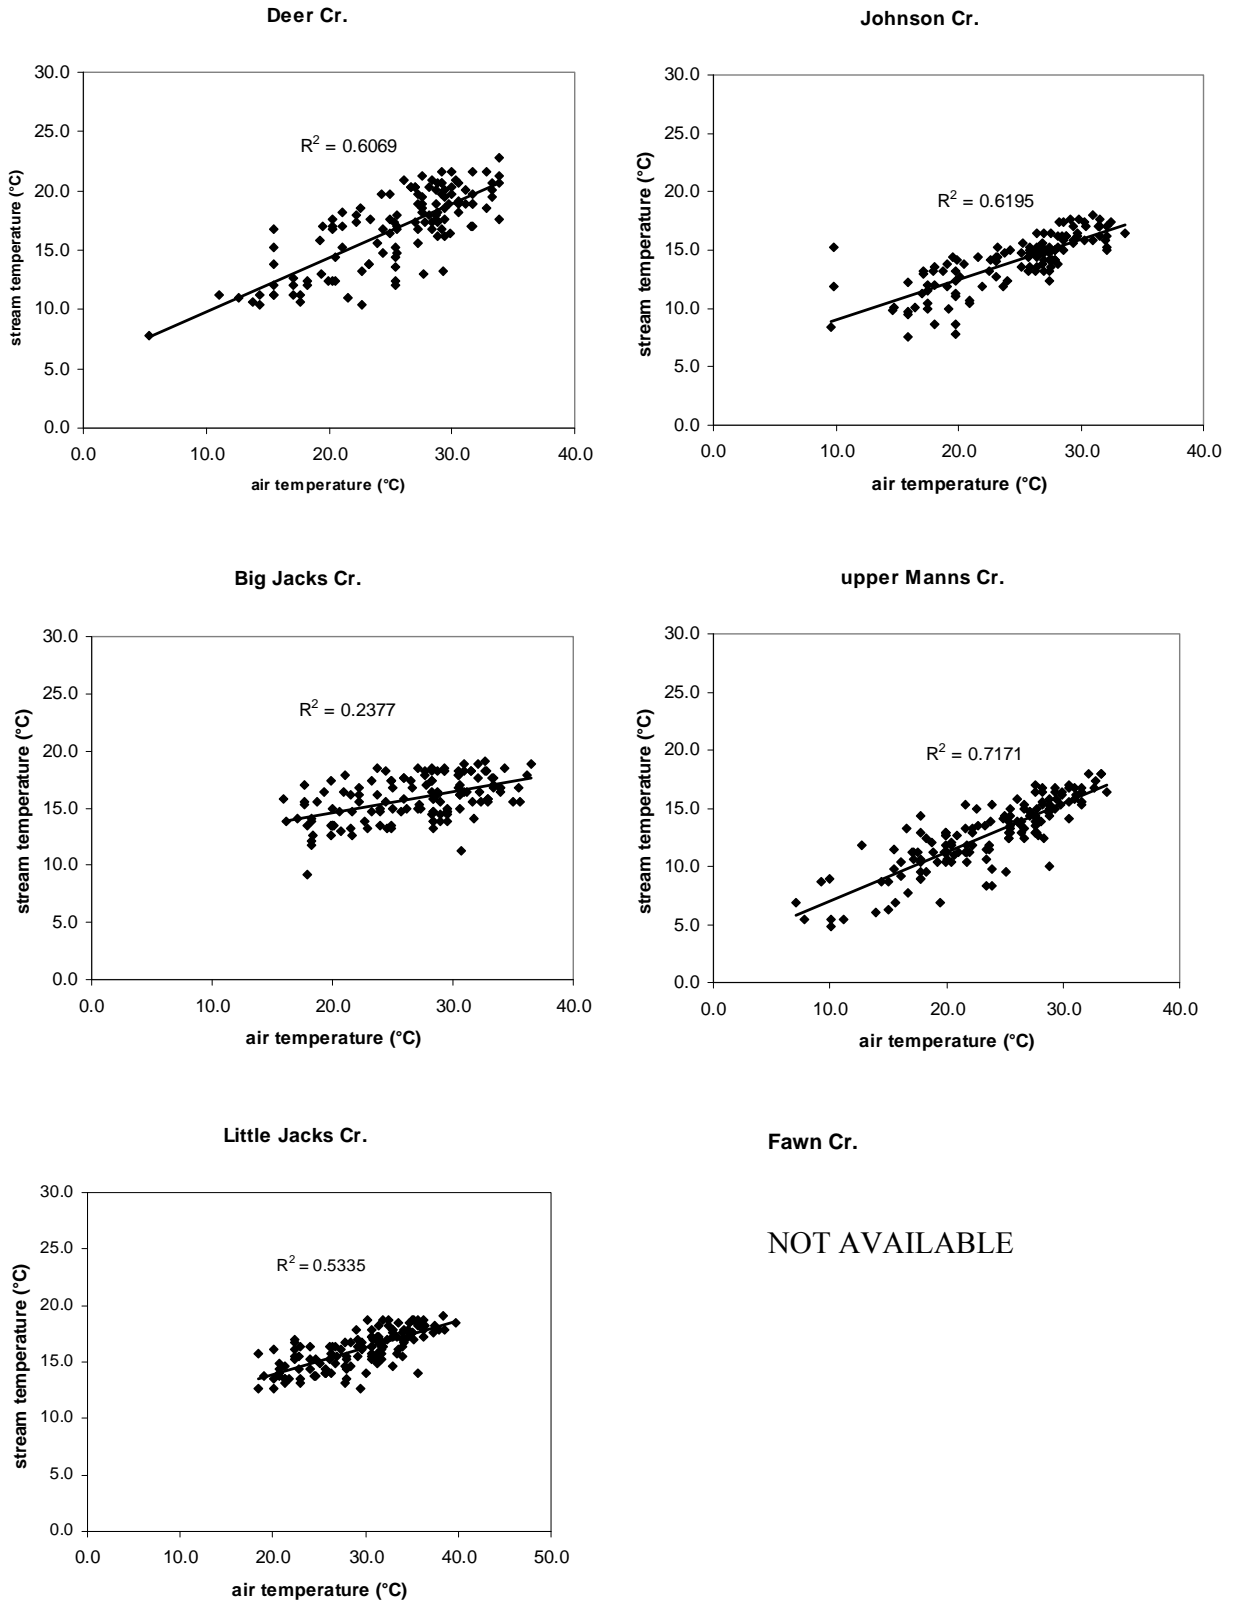 Deer Cr.
30.0
25.0
20.0
15.0
10.0
5.0
0.0
R² = 0.6069
0.0 10.0 20.0 30.0 40.0
stream temperature (°C)
air temperature (°C)
Johnson Cr.
30.0
25.0
20.0
15.0
10.0
5.0
0.0
R² = 0.6195
0.0 10.0 20.0 30.0 40.0
stream temperature (°C)
air temperature (°C)
Big Jacks Cr.
30.0
25.0
20.0
15.0
10.0
5.0
0.0
R² = 0.2377
0.0 10.0 20.0 30.0 40.0
stream temperature (°C)
air temperature (°C)
upper Manns Cr.
30.0
25.0
20.0
15.0
10.0
5.0
0.0
R² = 0.7171
0.0 10.0 20.0 30.0 40.0
stream temperature (°C)
air temperature (°C)
Little Jacks Cr.
30.0
25.0
20.0
15.0
10.0
5.0
0.0
R² = 0.5335
0.0 10.0 20.0 30.0 40.0 50.0
stream temperature (°C)
air temperature (°C)
Fawn Cr.
NOT AVAILABLE